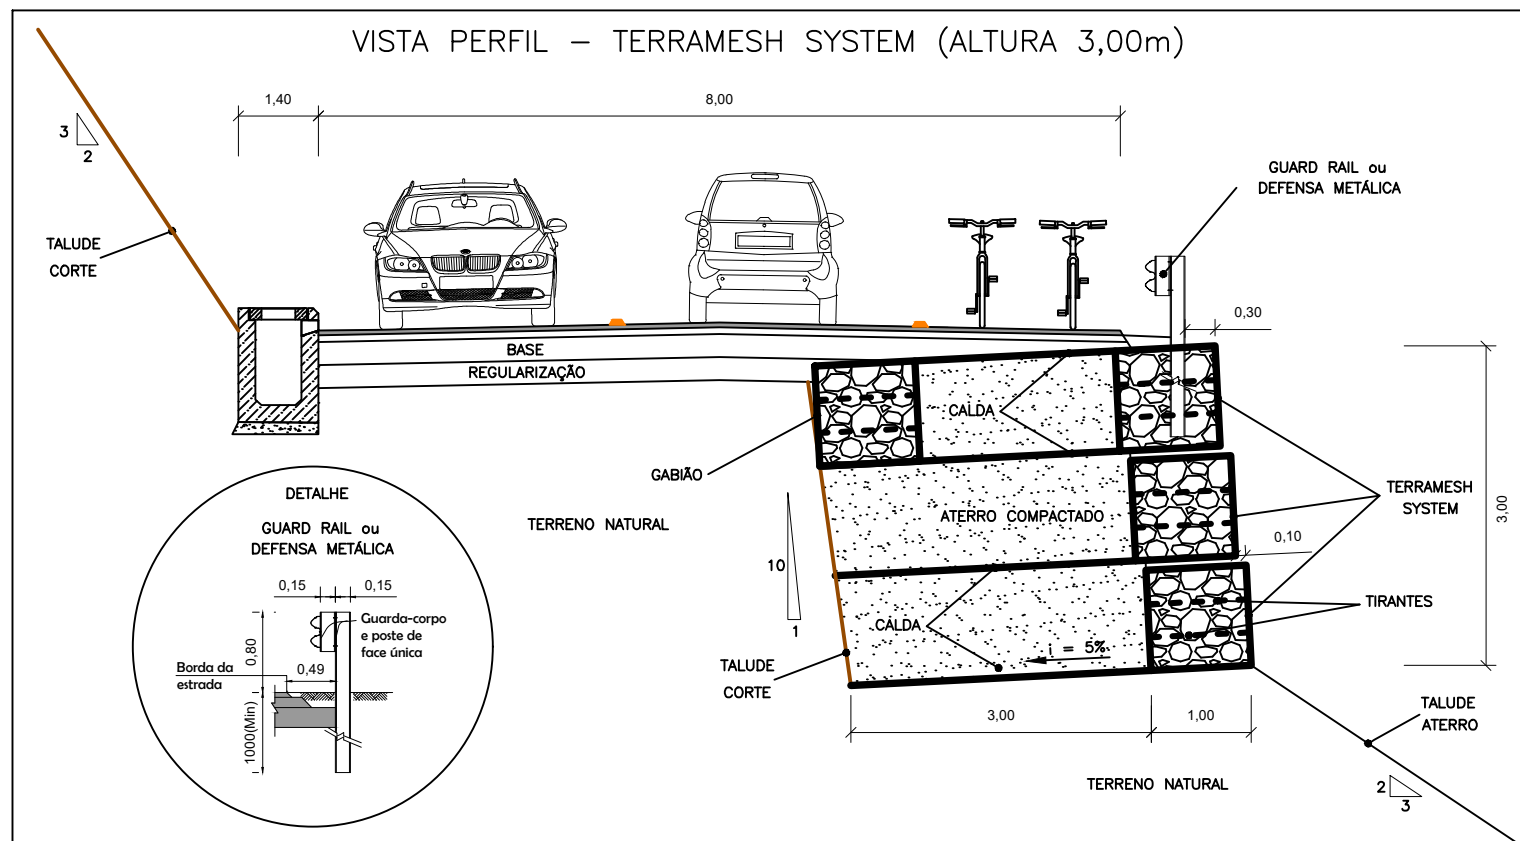 VISTA PERFIL – TERRAMESH SYSTEM (ALTURA 3,00m)
1,40
8,00
3
2
GUARD RAIL ou
DEFENSA METÁLICA
TALUDE
CORTE
0,30
BASE
REGULARIZAÇÃO
CALDA
GABIÃO
TERRAMESH
SYSTEM
3,00
DETALHE
GUARD RAIL ou
DEFENSA METÁLICA
TERRENO NATURAL
ATERRO COMPACTADO
0,10
10
1
0,15
0,15
Guarda-corpo
e poste de
face única
0,80
Borda da
estrada
0,49
1000(Min)
CALDA
i = 5%
TIRANTES
TALUDE
CORTE
3,00
1,00
TALUDE
ATERRO
TERRENO NATURAL
2
3